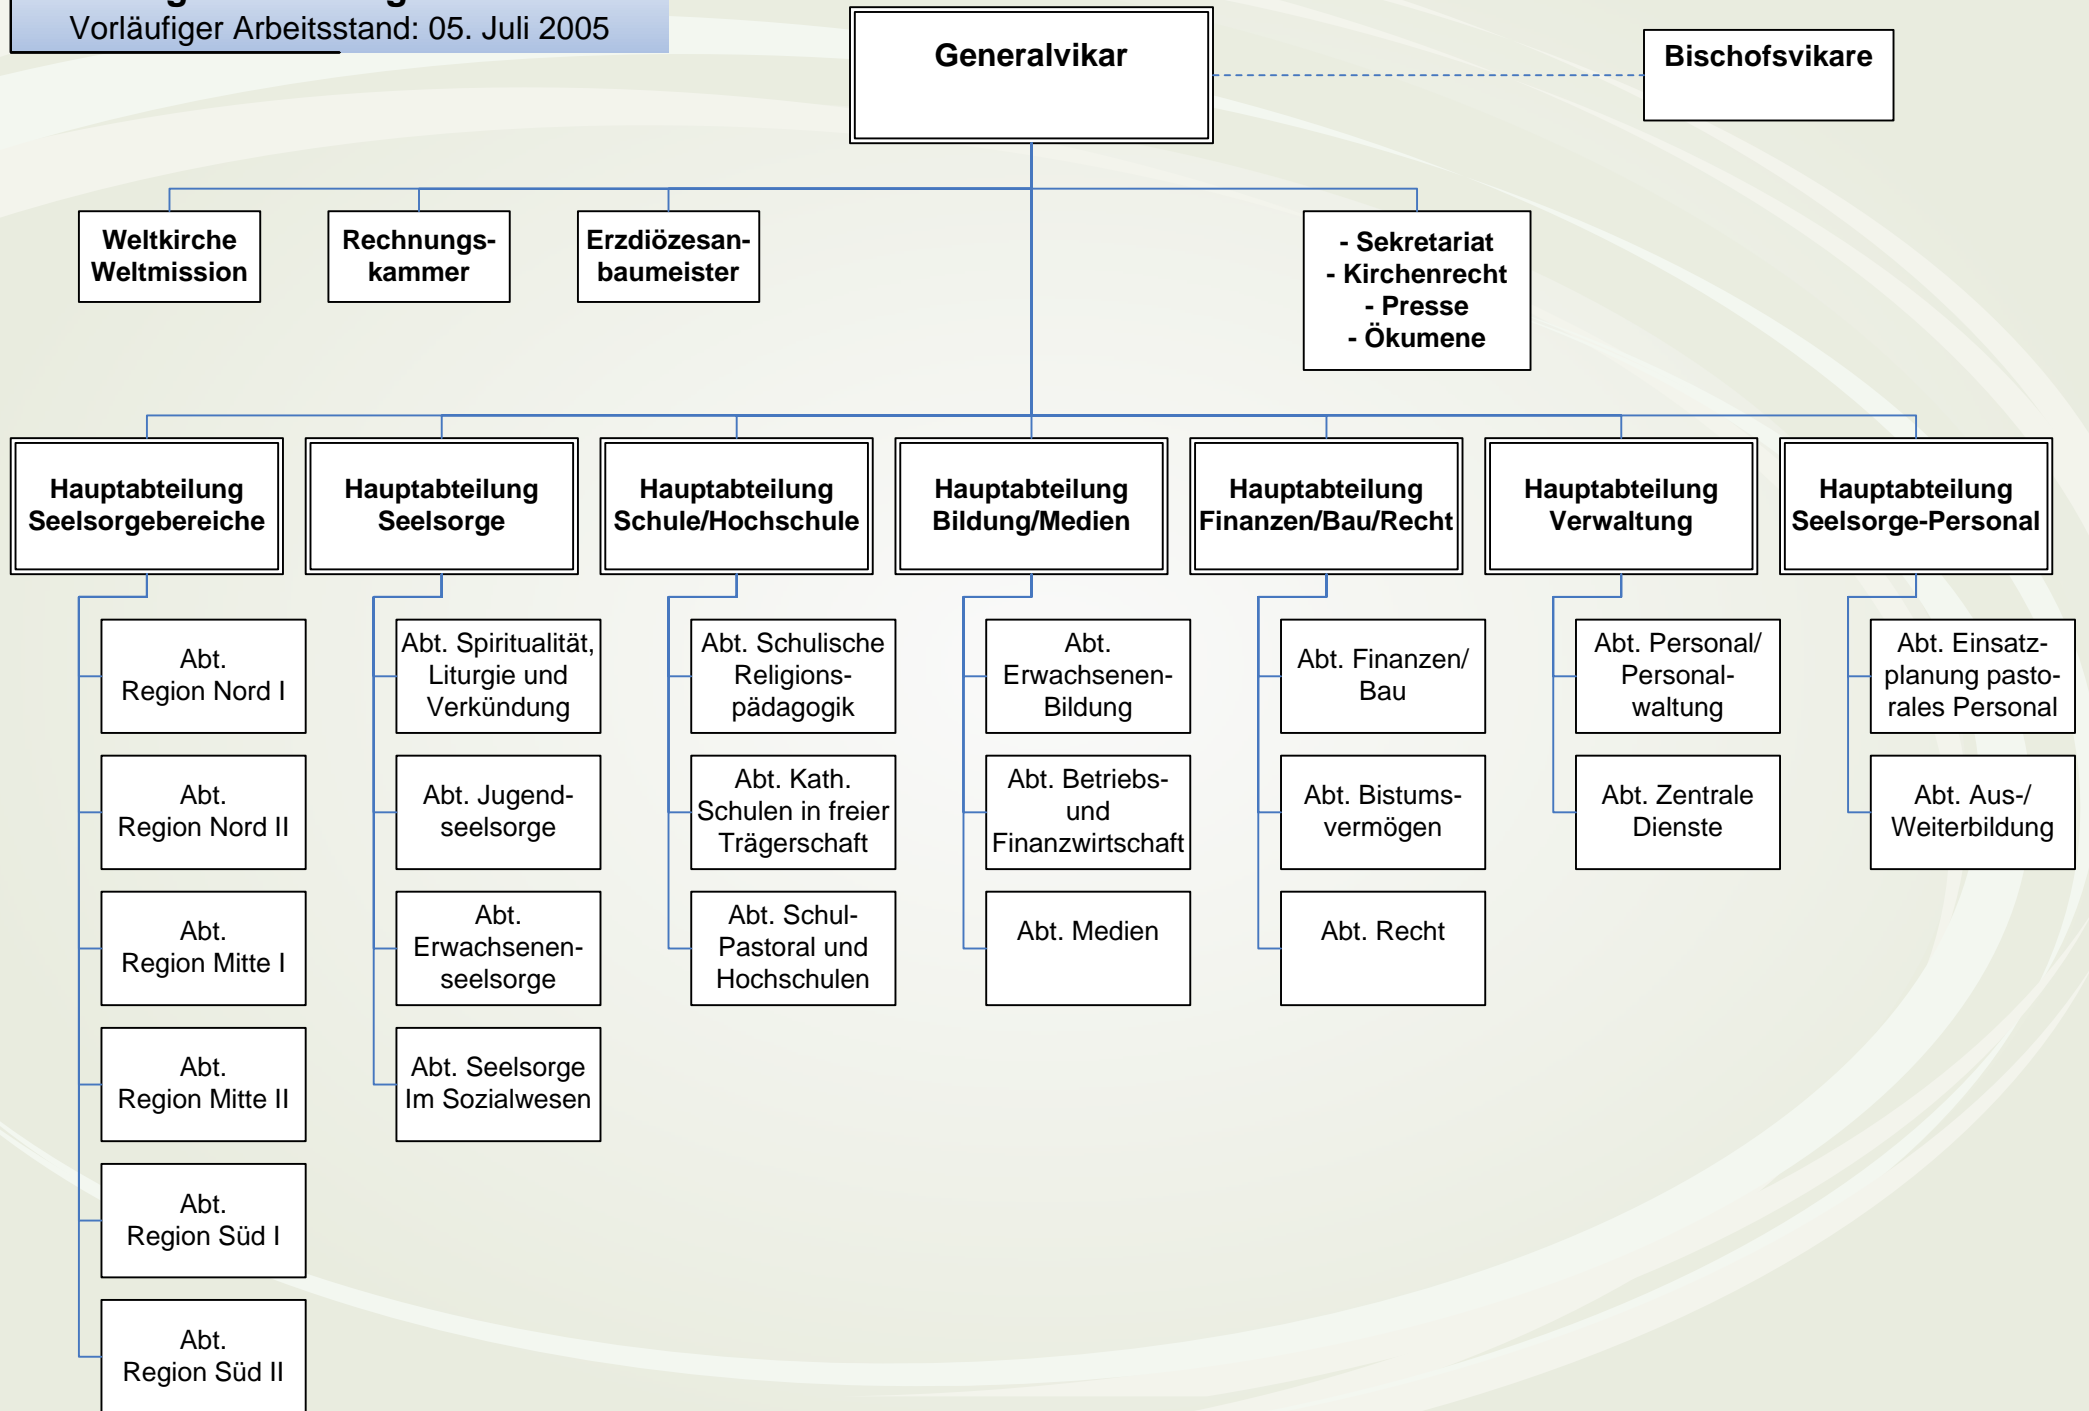 Vorläufiger Arbeitsstand: 05. Juli 2005
Generalvikar
Bischofsvikare
Weltkirche
Weltmission
Rechnungs-
kammer
Erzdiözesan-
baumeister
- Sekretariat
- Kirchenrecht
- Presse
- Ökumene
Hauptabteilung
Seelsorgebereiche
Hauptabteilung
Seelsorge
Hauptabteilung
Schule/Hochschule
Hauptabteilung
Bildung/Medien
Hauptabteilung
Finanzen/Bau/Recht
Hauptabteilung
Verwaltung
Hauptabteilung
Seelsorge-Personal
Abt.
Region Nord I
Abt.
Region Nord II
Abt.
Region Mitte I
Abt.
Region Mitte II
Abt.
Region Süd I
Abt.
Region Süd II
Abt. Spiritualität,
Liturgie und
Verkündung
Abt. Jugend-
seelsorge
Abt.
Erwachsenen-
seelsorge
Abt. Seelsorge
Im Sozialwesen
Abt. Schulische
Religions-
pädagogik
Abt. Kath.
Schulen in freier
Trägerschaft
Abt. Schul-
Pastoral und
Hochschulen
Abt.
Erwachsenen-
Bildung
Abt. Betriebs-
und
Finanzwirtschaft
Abt. Medien
Abt. Finanzen/
Bau
Abt. Bistums-
vermögen
Abt. Recht
Abt. Personal/
Personal-
waltung
Abt. Zentrale
Dienste
Abt. Einsatz-
planung pasto-
rales Personal
Abt. Aus-/
Weiterbildung